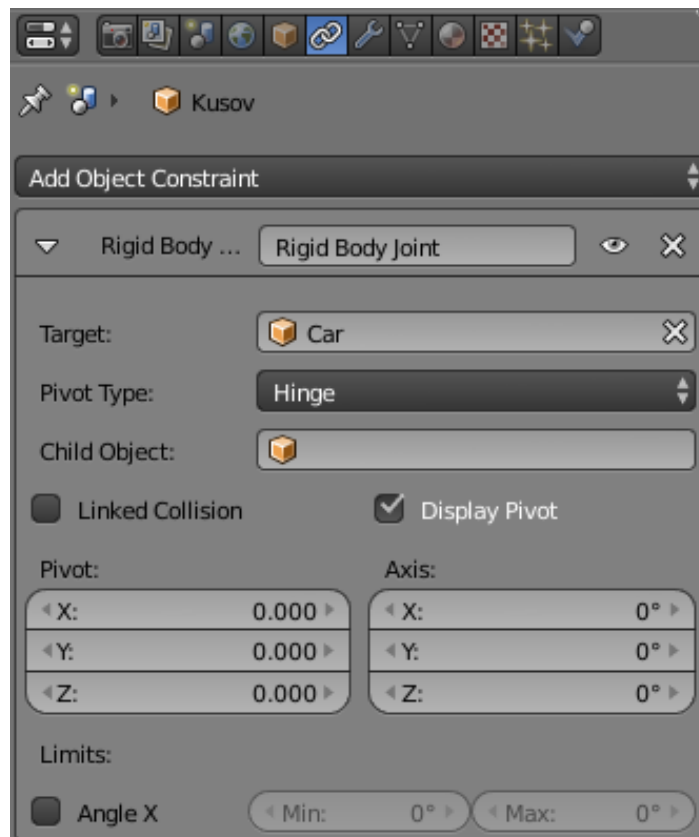 Kusov
Add Object Constraint
Rigid Body ... Rigid Body Joint
Target: Car
Pivot Type: Hinge
Child Object:
Linked Collision Display Pivot
Pivot: Axis:
X: 0.000 X: 0°
Y: 0.000 Y: 0°
Z: 0.000 Z: 0°
Limits:
Angle X Min: 0° Max: 0°